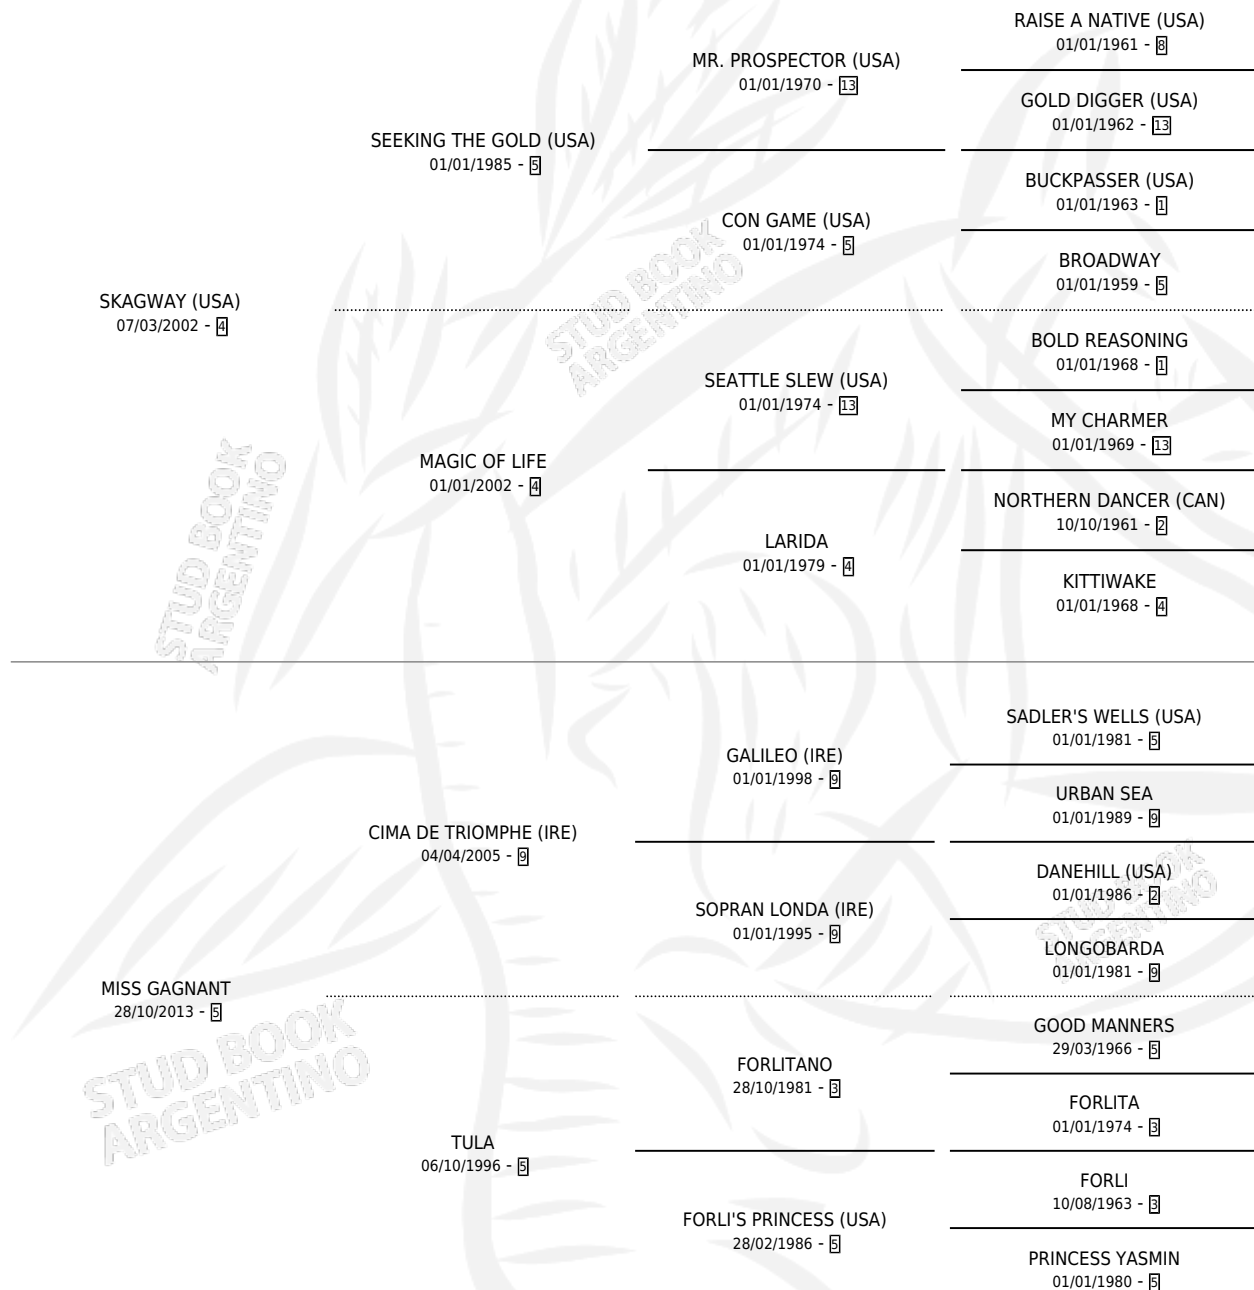 RAISE A NATIVE (USA)
01/01/1961 - 8
MR. PROSPECTOR (USA)
01/01/1970 - 13
GOLD DIGGER (USA)
01/01/1962 - 13
SEEKING THE GOLD (USA)
01/01/1985 - 5
BUCKPASSER (USA)
01/01/1963 - 1
CON GAME (USA)
01/01/1974 - 5
BROADWAY
01/01/1959 - 5
SKAGWAY (USA)
07/03/2002 - 4
STUD BOOK
ARGENTINO
BOLD REASONING
01/01/1968 - 1
SEATTLE SLEW (USA)
01/01/1974 - 13
MY CHARMER
01/01/1969 - 13
MAGIC OF LIFE
01/01/2002 - 4
NORTHERN DANCER (CAN)
10/10/1961 - 2
LARIDA
01/01/1979 - 4
KITTIWAKE
01/01/1968 - 4
STUD BOOK
ARGENTINO
SADLER'S WELLS (USA)
01/01/1981 - 5
GALILEO (IRE)
01/01/1998 - 9
URBAN SEA
01/01/1989 - 9
CIMA DE TRIOMPHE (IRE)
04/04/2005 - 9
DANEHILL (USA)
01/01/1986 - 2
SOPRAN LONDA (IRE)
01/01/1995 - 9
STUD BOOK
ARGENTINO
LONGOBARDA
01/01/1981 - 9
MISS GAGNANT
28/10/2013 - 5
STUD BOOK
ARGENTINO
GOOD MANNERS
29/03/1966 - 5
FORLITANO
28/10/1981 - 3
FORLITA
01/01/1974 - 3
TULA
06/10/1996 - 5
FORLI
10/08/1963 - 3
FORLI'S PRINCESS (USA)
28/02/1986 - 5
PRINCESS YASMIN
01/01/1980 - 5